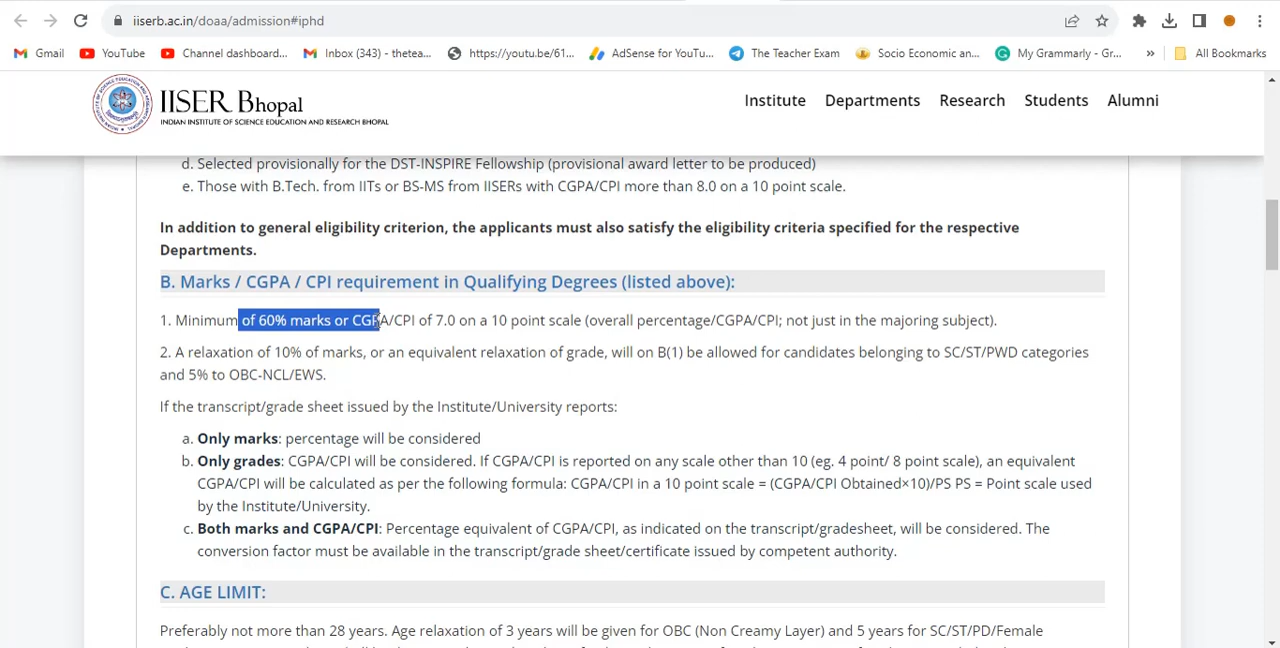 iiserb.ac.in/doaa/admission#iphd
Gmail YouTube Channel dashboard... Inbox (343) - thetea... https://youtu.be/61... AdSense for YouTu... The Teacher Exam Socio Economic an... My Grammarly - Gr... » All Bookmarks
IISER Bhopal
INDIAN INSTITUTE OF SCIENCE EDUCATION AND RESEARCH BHOPAL
Institute Departments Research Students Alumni
d. Selected provisionally for the DST-INSPIRE Fellowship (provisional award letter to be produced)
e. Those with B.Tech. from IITs or BS-MS from IISERs with CGPA/CPI more than 8.0 on a 10 point scale.
In addition to general eligibility criterion, the applicants must also satisfy the eligibility criteria specified for the respective
Departments.
B. Marks / CGPA / CPI requirement in Qualifying Degrees (listed above):
1. Minimum of 60% marks or CGPA/CPI of 7.0 on a 10 point scale (overall percentage/CGPA/CPI; not just in the majoring subject).
2. A relaxation of 10% of marks, or an equivalent relaxation of grade, will on B(1) be allowed for candidates belonging to SC/ST/PWD categories
and 5% to OBC-NCL/EWS.
If the transcript/grade sheet issued by the Institute/University reports:
a. Only marks: percentage will be considered
b. Only grades: CGPA/CPI will be considered. If CGPA/CPI is reported on any scale other than 10 (eg. 4 point/ 8 point scale), an equivalent
CGPA/CPI will be calculated as per the following formula: CGPA/CPI in a 10 point scale = (CGPA/CPI Obtained×10)/PS PS = Point scale used
by the Institute/University.
c. Both marks and CGPA/CPI: Percentage equivalent of CGPA/CPI, as indicated on the transcript/gradesheet, will be considered. The
conversion factor must be available in the transcript/grade sheet/certificate issued by competent authority.
C. AGE LIMIT:
Preferably not more than 28 years. Age relaxation of 3 years will be given for OBC (Non Creamy Layer) and 5 years for SC/ST/PD/Female